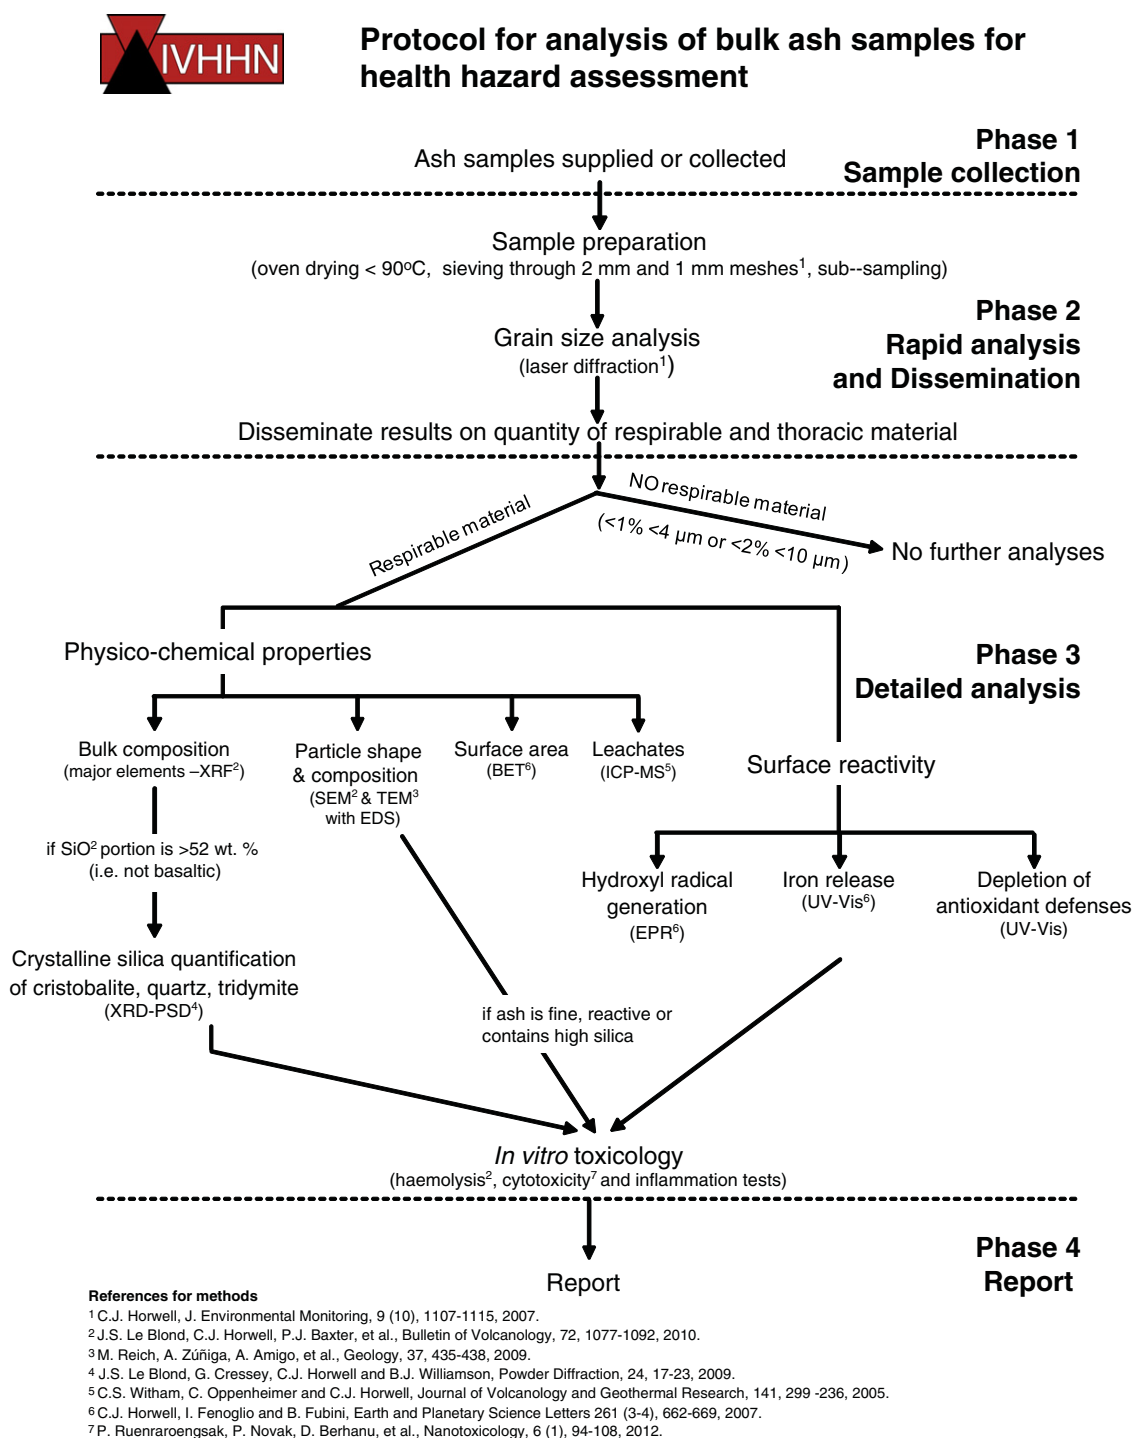 IVHHN
Protocol for analysis of bulk ash samples for
health hazard assessment
Phase 1
Sample collection
Ash samples supplied or collected
Sample preparation
(oven drying < 90ºC, sieving through 2 mm and 1 mm meshes¹, sub--sampling)
Phase 2
Rapid analysis
and Dissemination
Grain size analysis
(laser diffraction¹)
Disseminate results on quantity of respirable and thoracic material
Respirable material
NO respirable material
(<1% <4 µm or <2% <10 µm)
No further analyses
Phase 3
Detailed analysis
Physico-chemical properties
Bulk composition
(major elements –XRF²)
Particle shape
& composition
(SEM² & TEM³
with EDS)
Surface area
(BET⁶)
Leachates
(ICP-MS⁵)
Surface reactivity
if SiO² portion is >52 wt. %
(i.e. not basaltic)
Hydroxyl radical
generation
(EPR⁶)
Iron release
(UV-Vis⁶)
Depletion of
antioxidant defenses
(UV-Vis)
Crystalline silica quantification
of cristobalite, quartz, tridymite
(XRD-PSD⁴)
if ash is fine, reactive or
contains high silica
In vitro toxicology
(haemolysis², cytotoxicity⁷ and inflammation tests)
Phase 4
Report
Report
References for methods
¹ C.J. Horwell, J. Environmental Monitoring, 9 (10), 1107-1115, 2007.
² J.S. Le Blond, C.J. Horwell, P.J. Baxter, et al., Bulletin of Volcanology, 72, 1077-1092, 2010.
³ M. Reich, A. Zúñiga, A. Amigo, et al., Geology, 37, 435-438, 2009.
⁴ J.S. Le Blond, G. Cressey, C.J. Horwell and B.J. Williamson, Powder Diffraction, 24, 17-23, 2009.
⁵ C.S. Witham, C. Oppenheimer and C.J. Horwell, Journal of Volcanology and Geothermal Research, 141, 299 -236, 2005.
⁶ C.J. Horwell, I. Fenoglio and B. Fubini, Earth and Planetary Science Letters 261 (3-4), 662-669, 2007.
⁷ P. Ruenraroengsak, P. Novak, D. Berhanu, et al., Nanotoxicology, 6 (1), 94-108, 2012.